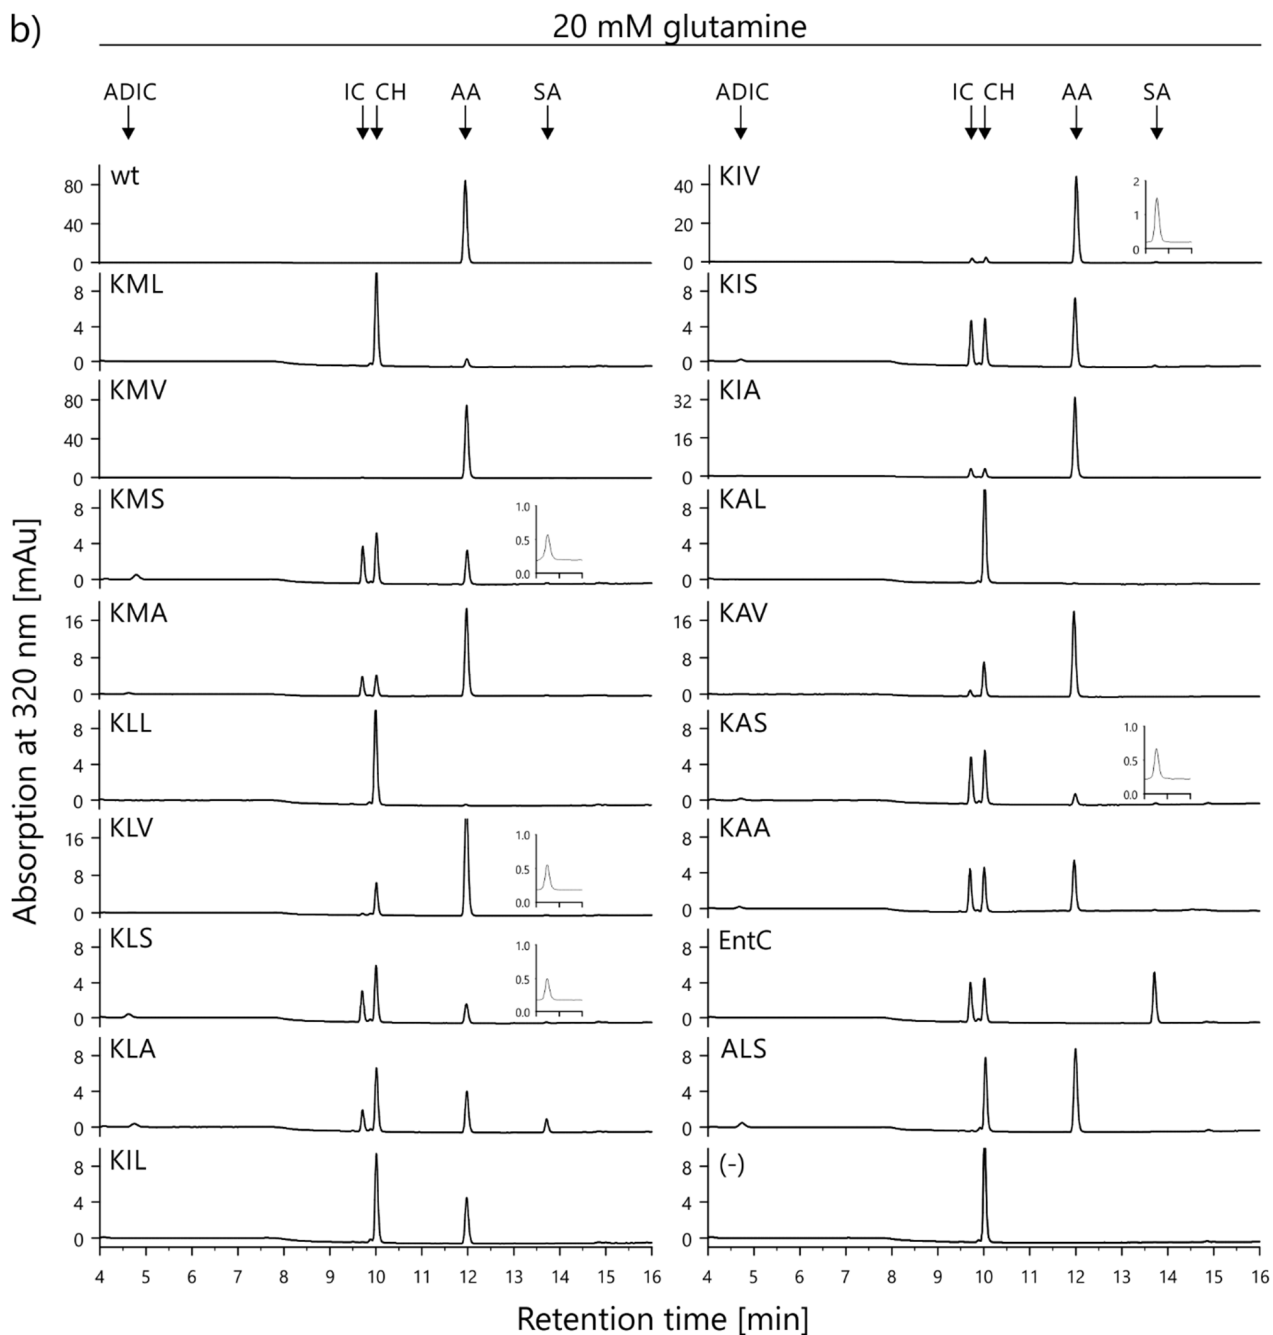 b)
20 mM glutamine
ADIC IC CH AA SA
ADIC IC CH AA SA
Absorption at 320 nm [mAu]
wt
80
40
0
KML
8
4
0
KMV
80
40
0
KMS
8
4
0
1.0
0.5
0.0
KMA
16
8
0
KLL
8
4
0
KLV
16
8
0
1.0
0.5
0.0
KLS
8
4
0
1.0
0.5
0.0
KLA
8
4
0
KIL
8
4
0
4 5 6 7 8 9 10 11 12 13 14 15 16
KIV
40
20
0
2
1
0
KIS
8
4
0
KIA
32
16
0
KAL
8
4
0
KAV
16
8
0
KAS
8
4
0
1.0
0.5
0.0
KAA
8
4
0
EntC
8
4
0
ALS
8
4
0
(-)
8
4
0
4 5 6 7 8 9 10 11 12 13 14 15 16
Retention time [min]